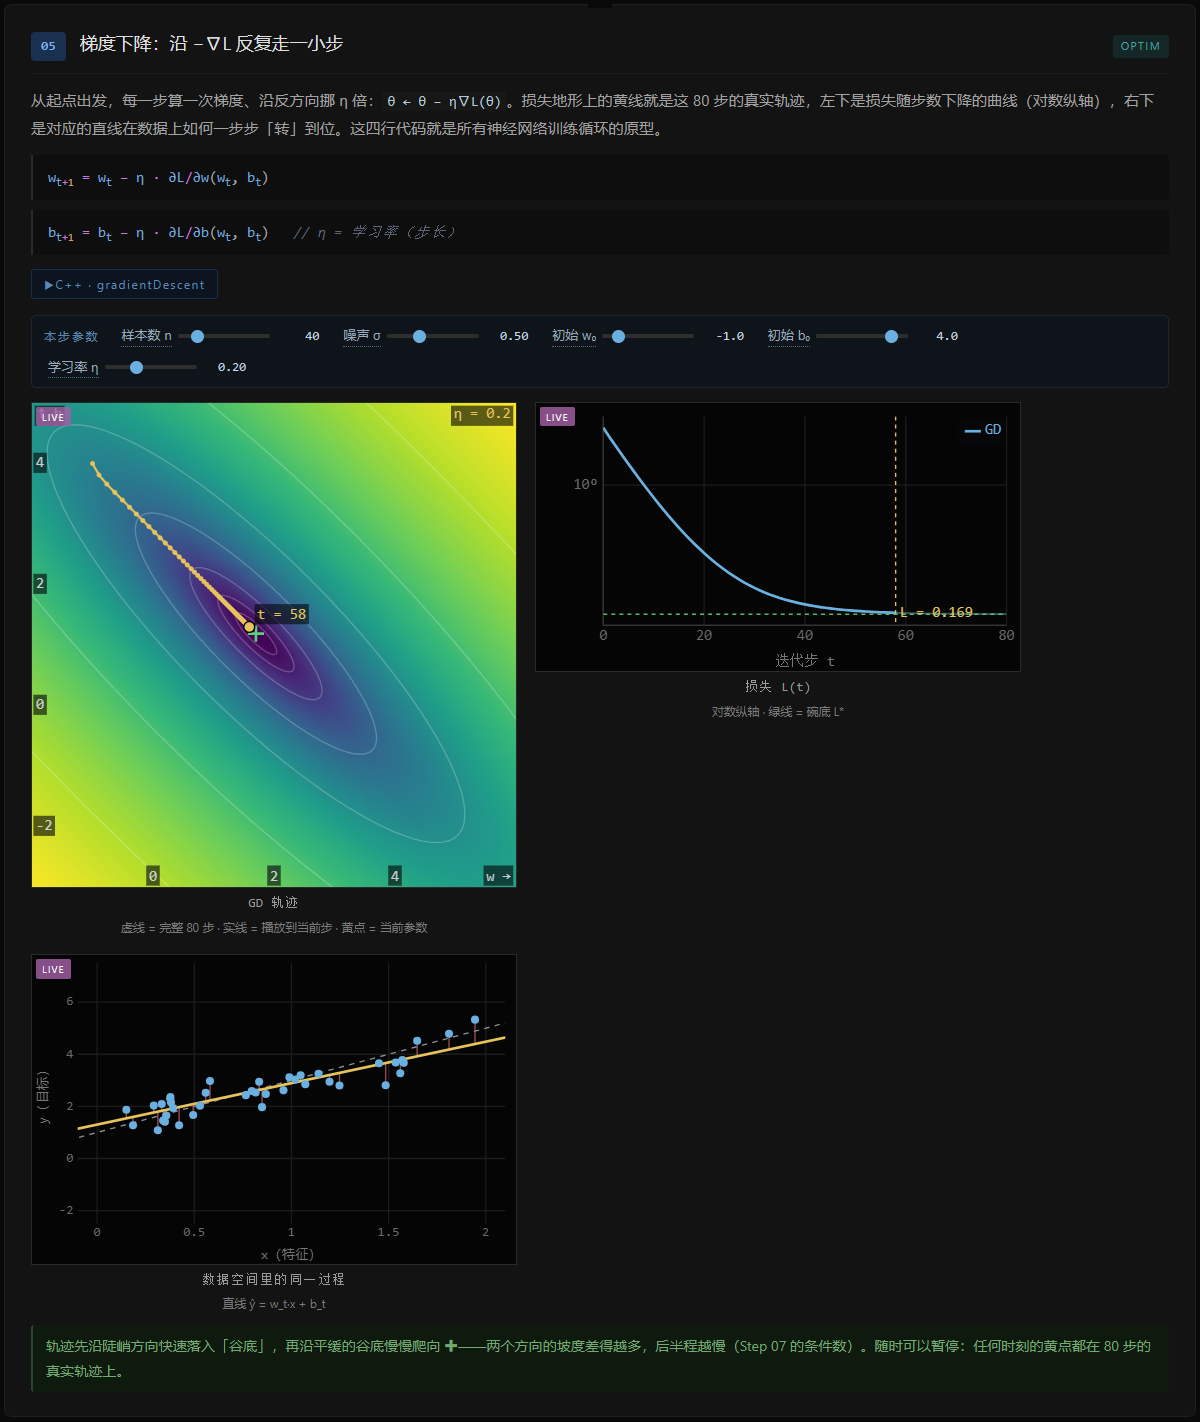 05 梯度下降：沿 −∇L 反复走一小步
OPTIM
从起点出发，每一步算一次梯度、沿反方向挪 η 倍： θ ← θ − η∇L(θ) 。损失地形上的黄线就是这 80 步的真实轨迹，左下是损失随步数下降的曲线（对数纵轴），右下
是对应的直线在数据上如何一步步「转」到位。这四行代码就是所有神经网络训练循环的原型。
wt+1 = wt − η · ∂L/∂w(wt, bt)
bt+1 = bt − η · ∂L/∂b(wt, bt) // η = 学习率（步长）
▶C++ · gradientDescent
本步参数 样本数 n 40 噪声 σ 0.50 初始 w₀ -1.0 初始 b₀ 4.0
学习率 η 0.20
LIVE
η = 0.2
4
2
0
-2
t = 58
0 2 4 w →
GD 轨迹
虚线 = 完整 80 步 · 实线 = 播放到当前步 · 黄点 = 当前参数
LIVE
GD
10⁰
L = 0.169
0 20 40 60 80
迭代步 t
损失 L(t)
对数纵轴 · 绿线 = 碗底 L*
LIVE
6
4
2
0
-2
y（目标）
0 0.5 1 1.5 2
x（特征）
数据空间里的同一过程
直线 ŷ = w_t·x + b_t
轨迹先沿陡峭方向快速落入「谷底」，再沿平缓的谷底慢慢爬向 ✚——两个方向的坡度差得越多，后半程越慢（Step 07 的条件数）。随时可以暂停：任何时刻的黄点都在 80 步的
真实轨迹上。